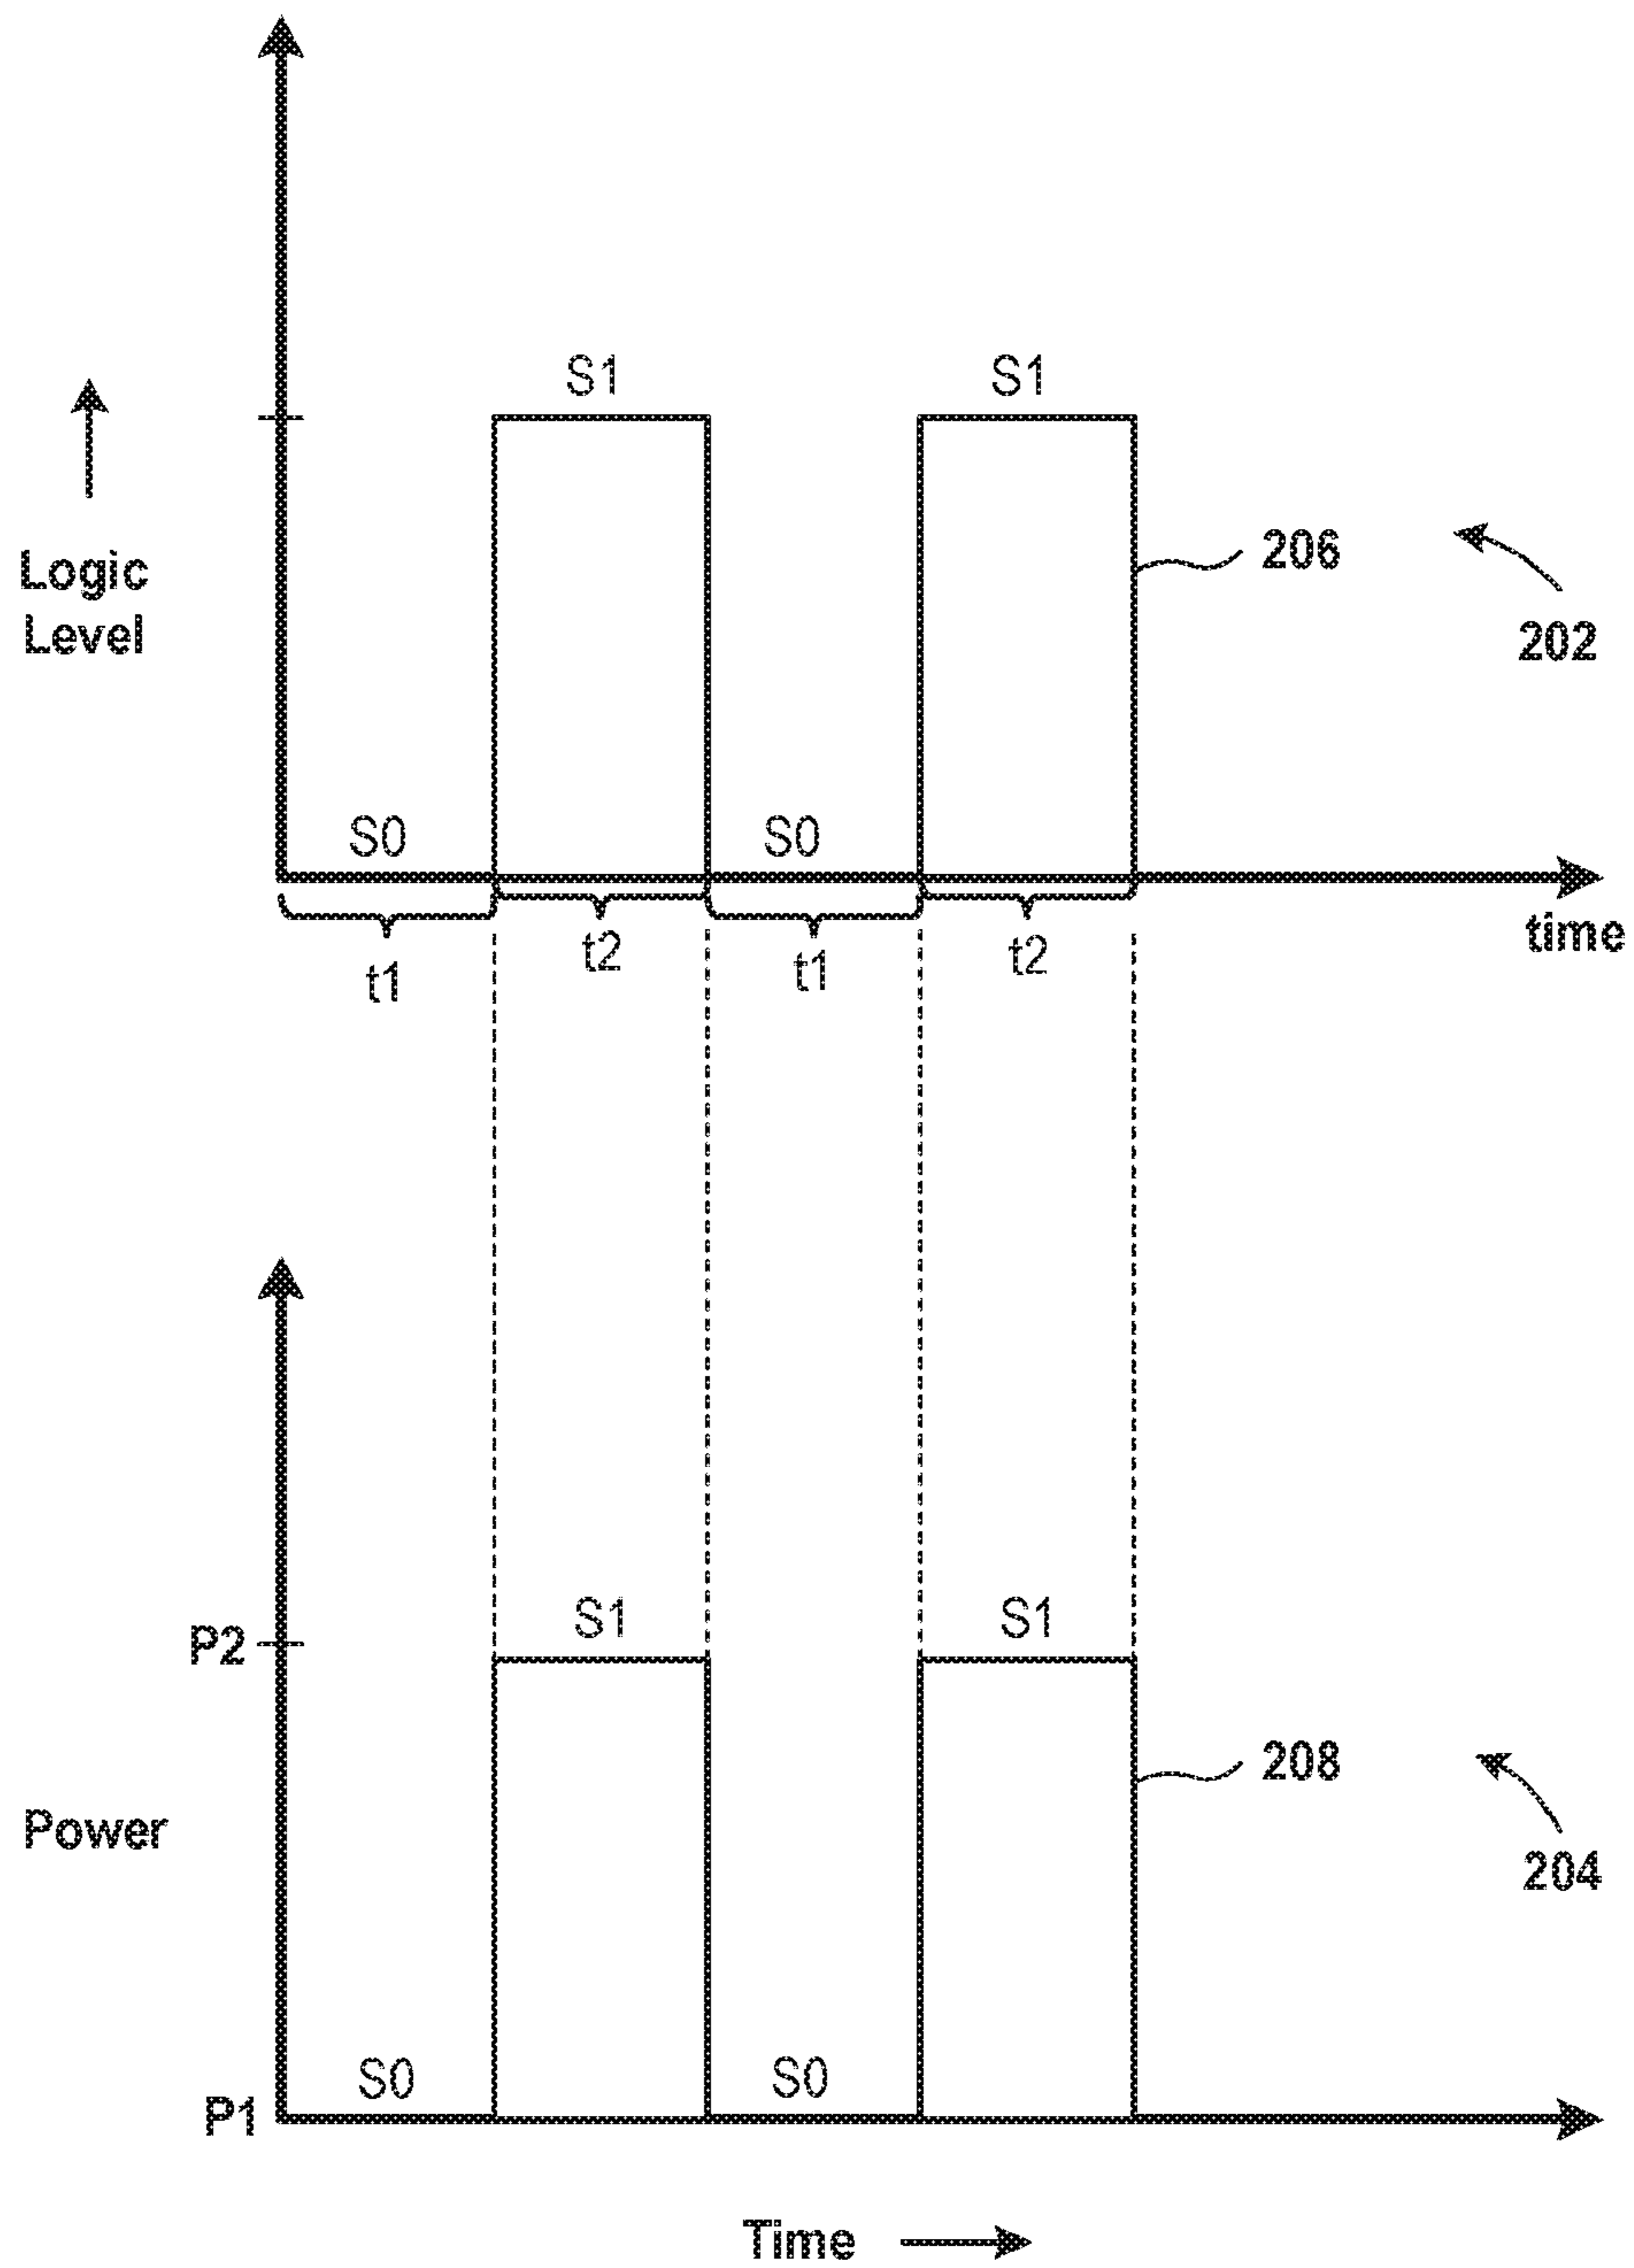 S1 S1
206
Logic
Level
202
S0 S0
time
t1 t2 t1 t2
S1 S1
P2
208
Power
204
S0 S0
P1
Time